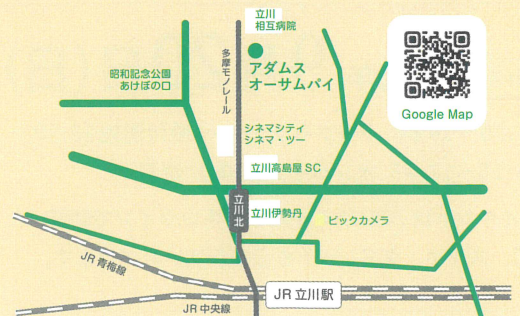 立川
相互病院
多摩モノレール
アダムス
オーサムパイ
昭和記念公園
あけぼの口
Google Map
シネマシティ
シネマ・ツー
立川高島屋 SC
立川北
立川伊勢丹
ビックカメラ
JR 青梅線
JR 立川駅
JR 中央線